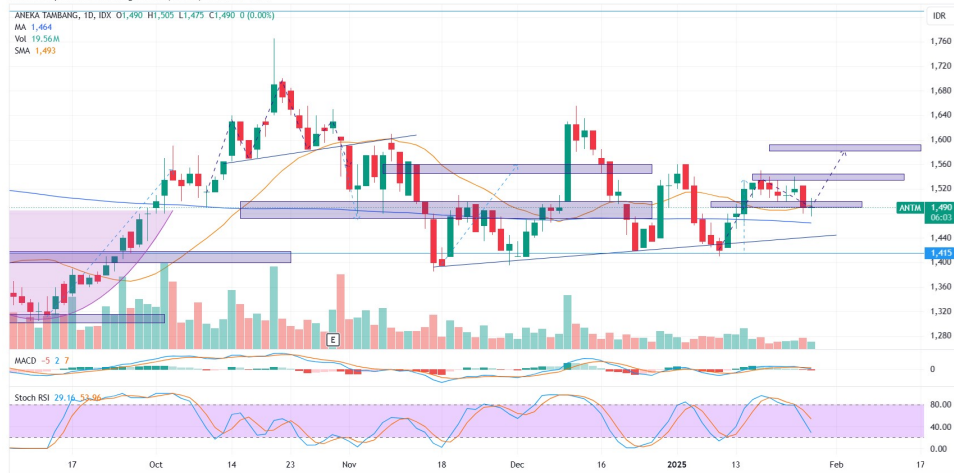 ANEKA TAMBANG, 1D, IDX O1,490 H1,505 L1,475 C1,490 0 (0.00%)
MA 1,464
Vol 19.56M
SMA 1,493
IDR
1,760
1,720
1,680
1,640
1,600
1,560
1,520
ANTM 1,490
06:03
1,440
1,415
1,400
1,360
1,320
1,280
E
MACD -5 2 7
0
Stoch RSI 29.16 53.96
80.00
40.00
0.00
17 Oct 14 23 Nov 18 Dec 16 2025 13 Feb 17